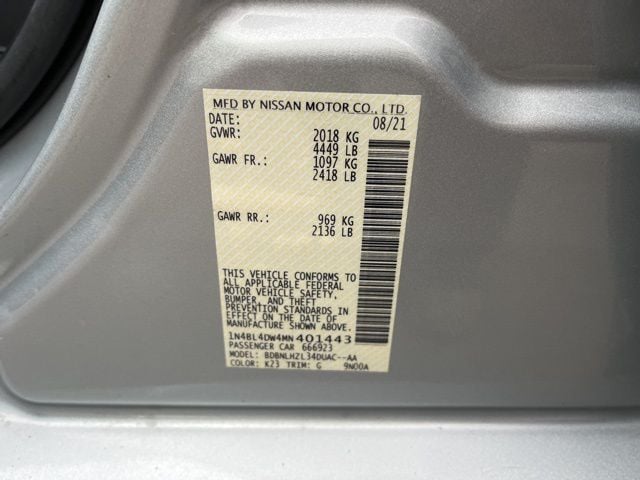 MFD BY NISSAN MOTOR CO., LTD.
DATE: 08/21
GVWR: 2018 KG
4449 LB
GAWR FR.: 1097 KG
2418 LB
GAWR RR.: 969 KG
2136 LB
THIS VEHICLE CONFORMS TO
ALL APPLICABLE FEDERAL
MOTOR VEHICLE SAFETY,
BUMPER, AND THEFT
PREVENTION STANDARDS IN
EFFECT ON THE DATE OF
MANUFACTURE SHOWN ABOVE.
1N4BL4DW4MN401443
PASSENGER CAR 666923
MODEL: BDBNLHZL34DUAC--AA
COLOR: K23 TRIM: G 9N00A